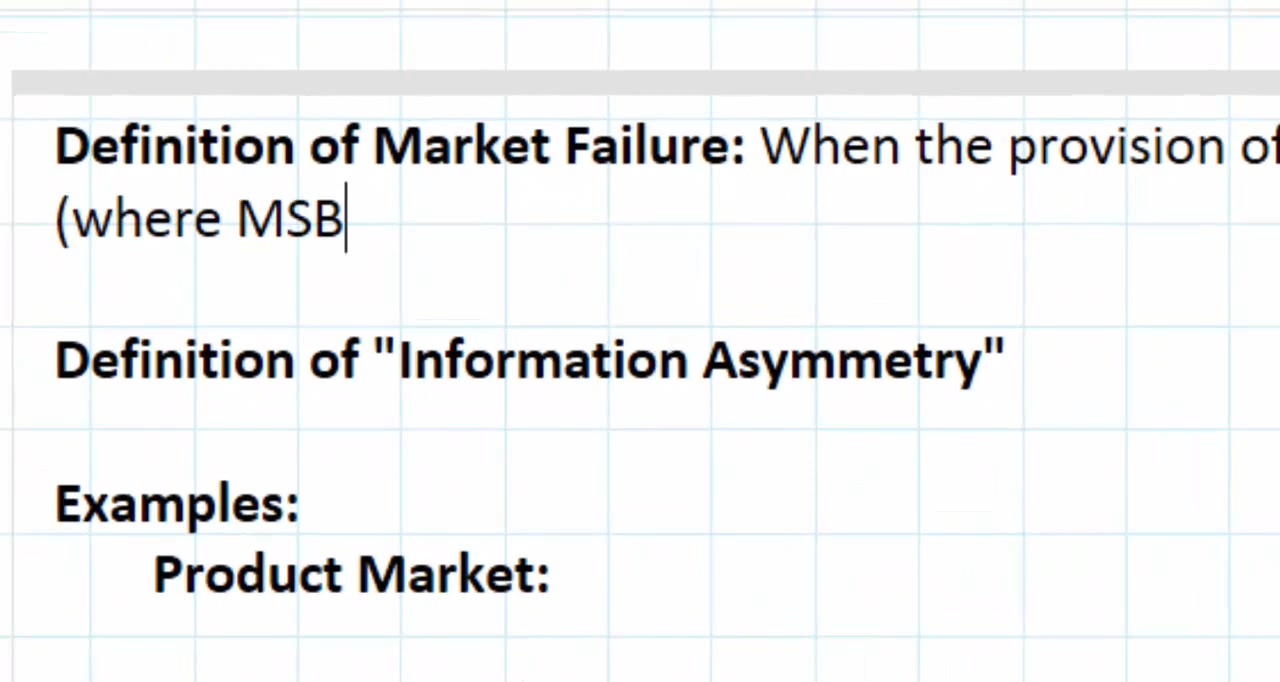 Definition of Market Failure: When the provision of
(where MSB
Definition of "Information Asymmetry"
Examples:
Product Market: